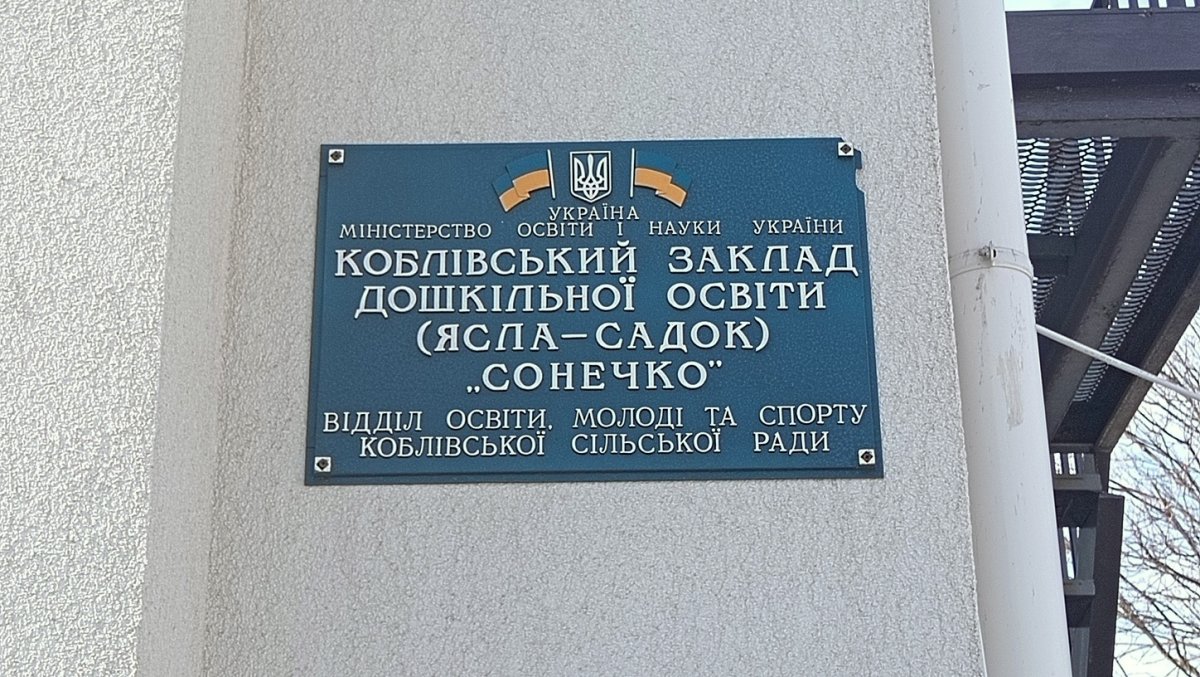 УКРАЇНА
МІНІСТЕРСТВО ОСВІТИ І НАУКИ УКРАЇНИ
КОБЛІВСЬКИЙ ЗАКЛАД
ДОШКІЛЬНОЇ ОСВІТИ
(ЯСЛА–САДОК)
„СОНЕЧКО"
ВІДДІЛ ОСВІТИ, МОЛОДІ ТА СПОРТУ
КОБЛІВСЬКОЇ СІЛЬСЬКОЇ РАДИ